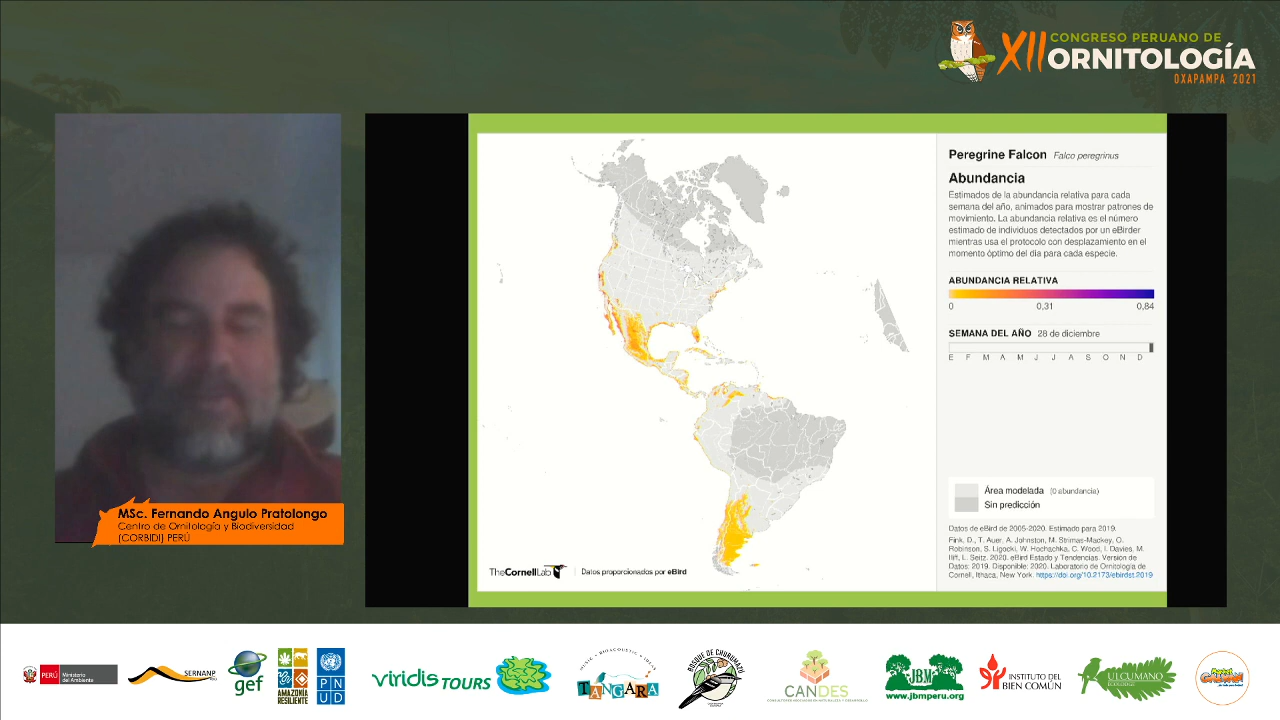 XII CONGRESO PERUANO DE
ORNITOLOGÍA
OXAPAMPA 2021
Peregrine Falcon Falco peregrinus
Abundancia
Estimados de la abundancia relativa para cada
semana del año, animados para mostrar patrones de
movimiento. La abundancia relativa es el número
estimado de individuos detectados por un eBirder
mientras usa el protocolo con desplazamiento en el
momento óptimo del día para cada especie.
ABUNDANCIA RELATIVA
0 0,31 0,84
SEMANA DEL AÑO 28 de diciembre
E F M A M J J A S O N D
Área modelada (0 abundancia)
Sin predicción
Datos de eBird de 2005-2020. Estimado para 2019.
Fink, D., T. Auer, A. Johnston, M. Strimas-Mackey, O.
Robinson, S. Ligocki, W. Hochachka, C. Wood, I. Davies, M.
Iliff, L. Seitz. 2020. eBird Estado y Tendencias. Version de
Datos: 2019. Disponible: 2020. Laboratorio de Ornitología de
Cornell, Ithaca, New York. https://doi.org/10.2173/ebirdst.2019
TheCornellLab Datos proporcionados por eBird
MSc. Fernando Angulo Pratolongo
Centro de Ornitología y Biodiversidad
(CORBIDI) PERÚ
PERÚ Ministerio
del Ambiente
SERNANP
gef
AMAZONÍA
RESILIENTE
PN
UD
viridis TOURS
TANGARA
BOSQUE DE CHURUMAZÚ
CANDES
JBM
www.jbmperu.org
INSTITUTO DEL
BIEN COMÚN
ULCUMANO
ECOLODGE